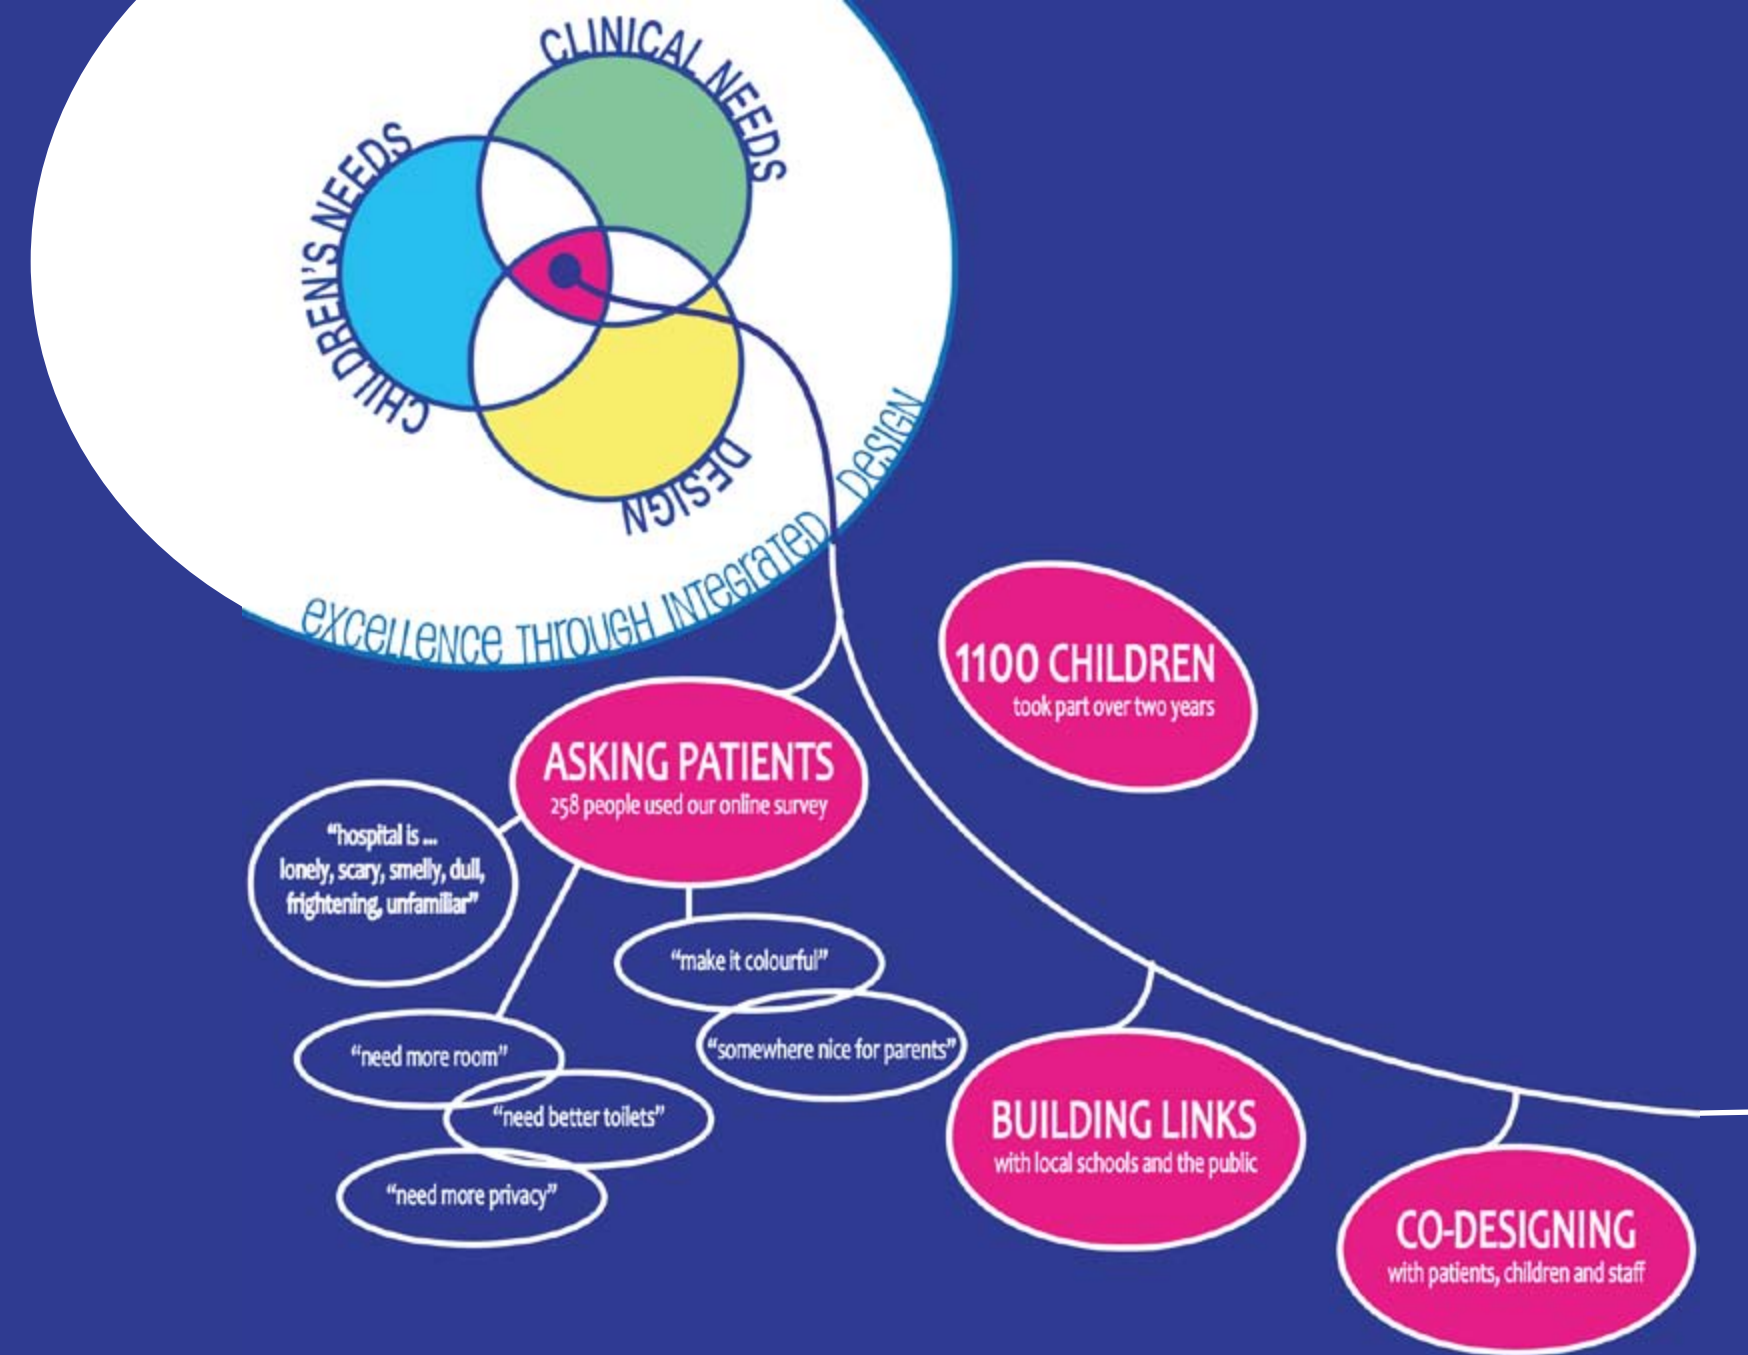 CLINICAL NEEDS
CHILDREN'S NEEDS
DESIGN
excellence through integrated design
1100 CHILDREN
took part over two years
ASKING PATIENTS
258 people used our online survey
“hospital is ...
lonely, scary, smelly, dull,
frightening, unfamiliar”
“make it colourful”
“somewhere nice for parents”
“need more room”
“need better toilets”
“need more privacy”
BUILDING LINKS
with local schools and the public
CO-DESIGNING
with patients, children and staff